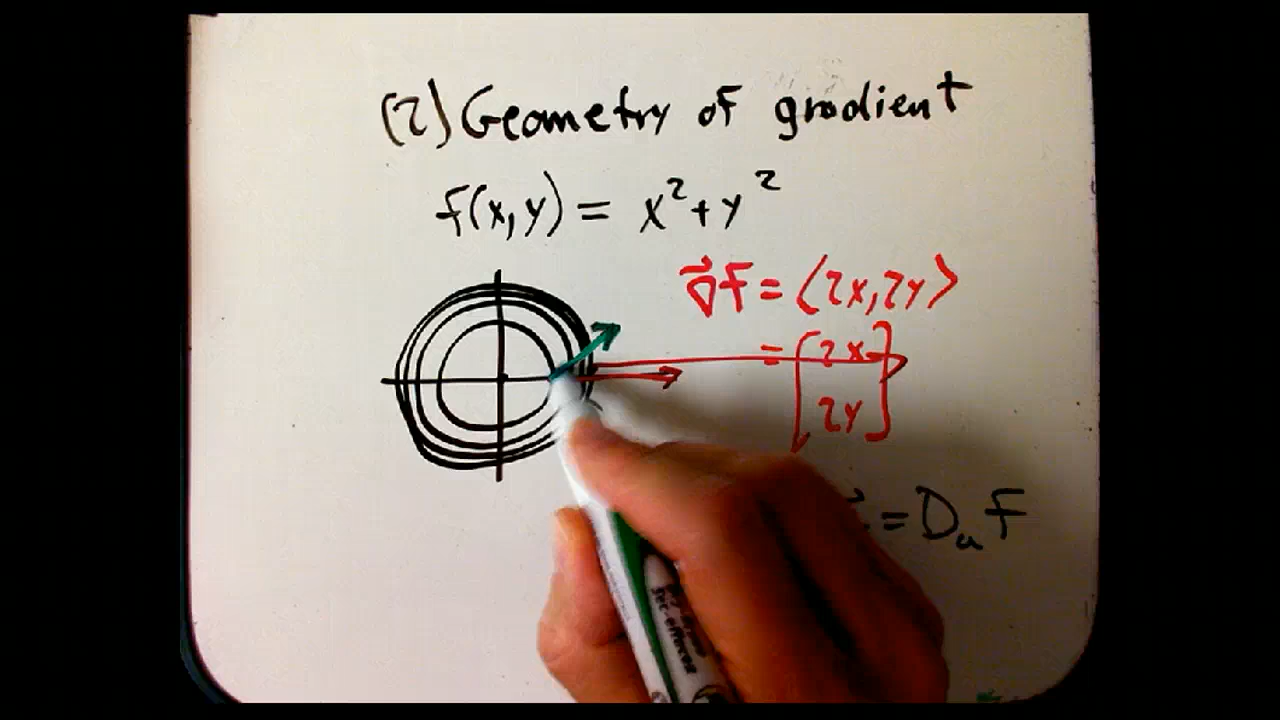 (2) Geometry of gradient
f(x,y) = x² + y²
∇⃗f = ⟨2x, 2y⟩
= [2x
2y]
= Dᵤf